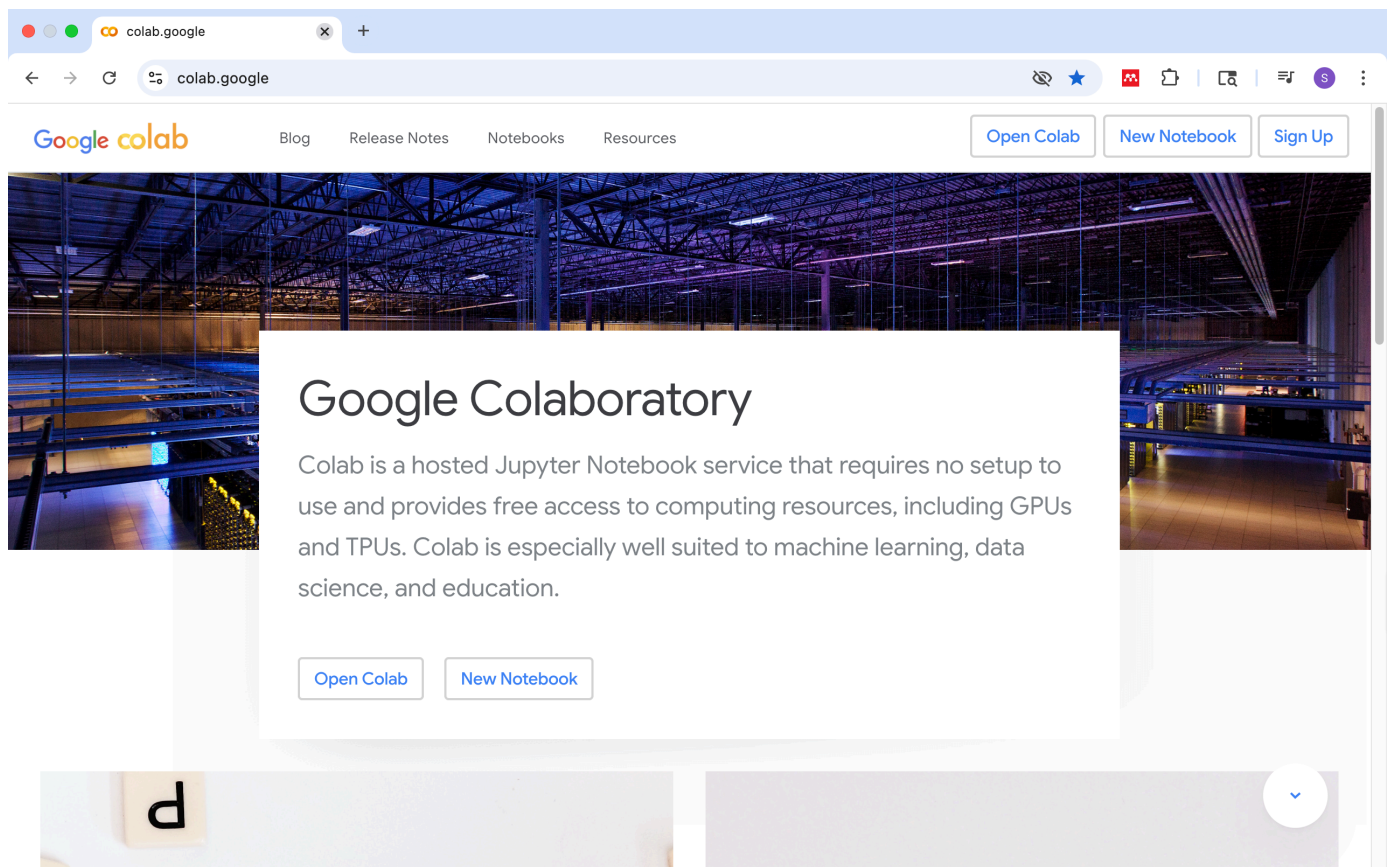 colab.google
colab.google
S
Google colab
Blog Release Notes Notebooks Resources
Open Colab New Notebook Sign Up
Google Colaboratory
Colab is a hosted Jupyter Notebook service that requires no setup to
use and provides free access to computing resources, including GPUs
and TPUs. Colab is especially well suited to machine learning, data
science, and education.
Open Colab New Notebook
d